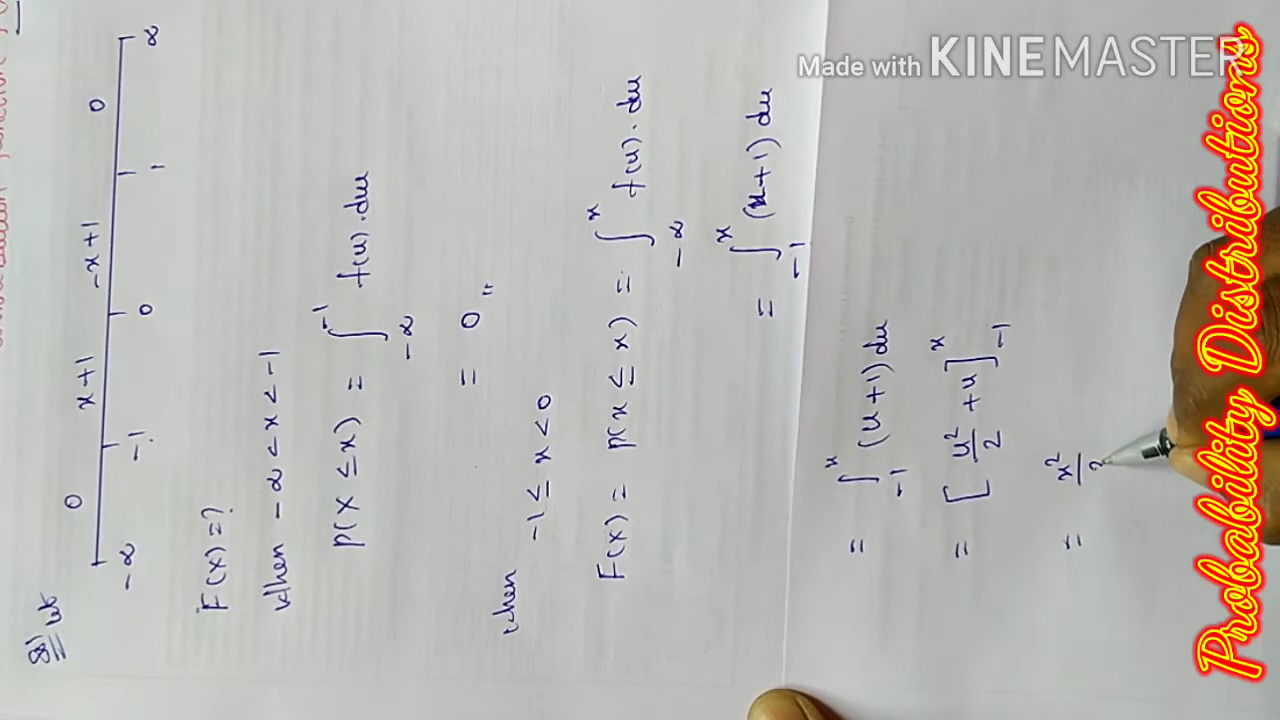 Sol let
0 x+1 -x+1 0
-∞ -1 0 1 ∞
F(x)=?
When -∞<x<-1
P(X≤x) = ∫_{-∞}^{-1} f(u).du
= 0 "
when -1≤x<0
F(x) = P(x≤x) = ∫_{-∞}^{x} f(u).du
= ∫_{-1}^{x} (x+1) du
= ∫_{-1}^{x} (u+1) du
= [u²/2 + u]_{-1}^{x}
= x²/2
Made with KINEMASTER
Probability Distributions